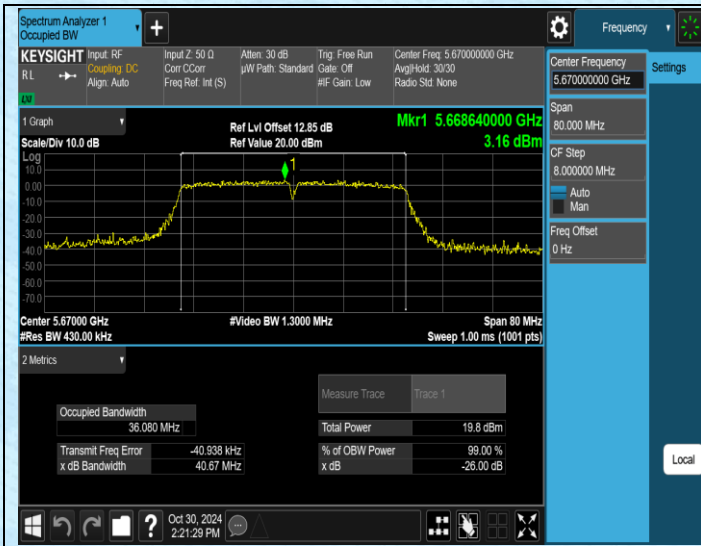 Spectrum Analyzer 1
Occupied BW
+
Frequency
KEYSIGHT
RL
LXI
Input: RF
Coupling: DC
Align: Auto
Input Z: 50 Ω
Corr CCorr
Freq Ref: Int (S)
Atten: 30 dB
µW Path: Standard
Trig: Free Run
Gate: Off
#IF Gain: Low
Center Freq: 5.670000000 GHz
Avg|Hold: 30/30
Radio Std: None
Center Frequency
5.670000000 GHz
Settings
Span
80.000 MHz
CF Step
8.000000 MHz
Auto
Man
Freq Offset
0 Hz
Local
1 Graph
Scale/Div 10.0 dB
Ref Lvl Offset 12.85 dB
Ref Value 20.00 dBm
Mkr1 5.668640000 GHz
3.16 dBm
Log
10.0
0.00
-10.0
-20.0
-30.0
-40.0
-50.0
-60.0
-70.0
1
Center 5.67000 GHz
#Res BW 430.00 kHz
#Video BW 1.3000 MHz
Span 80 MHz
Sweep 1.00 ms (1001 pts)
2 Metrics
Measure Trace
Trace 1
Occupied Bandwidth
36.080 MHz
Total Power
19.8 dBm
Transmit Freq Error
-40.938 kHz
% of OBW Power
99.00 %
x dB Bandwidth
40.67 MHz
x dB
-26.00 dB
?
Oct 30, 2024
2:21:29 PM